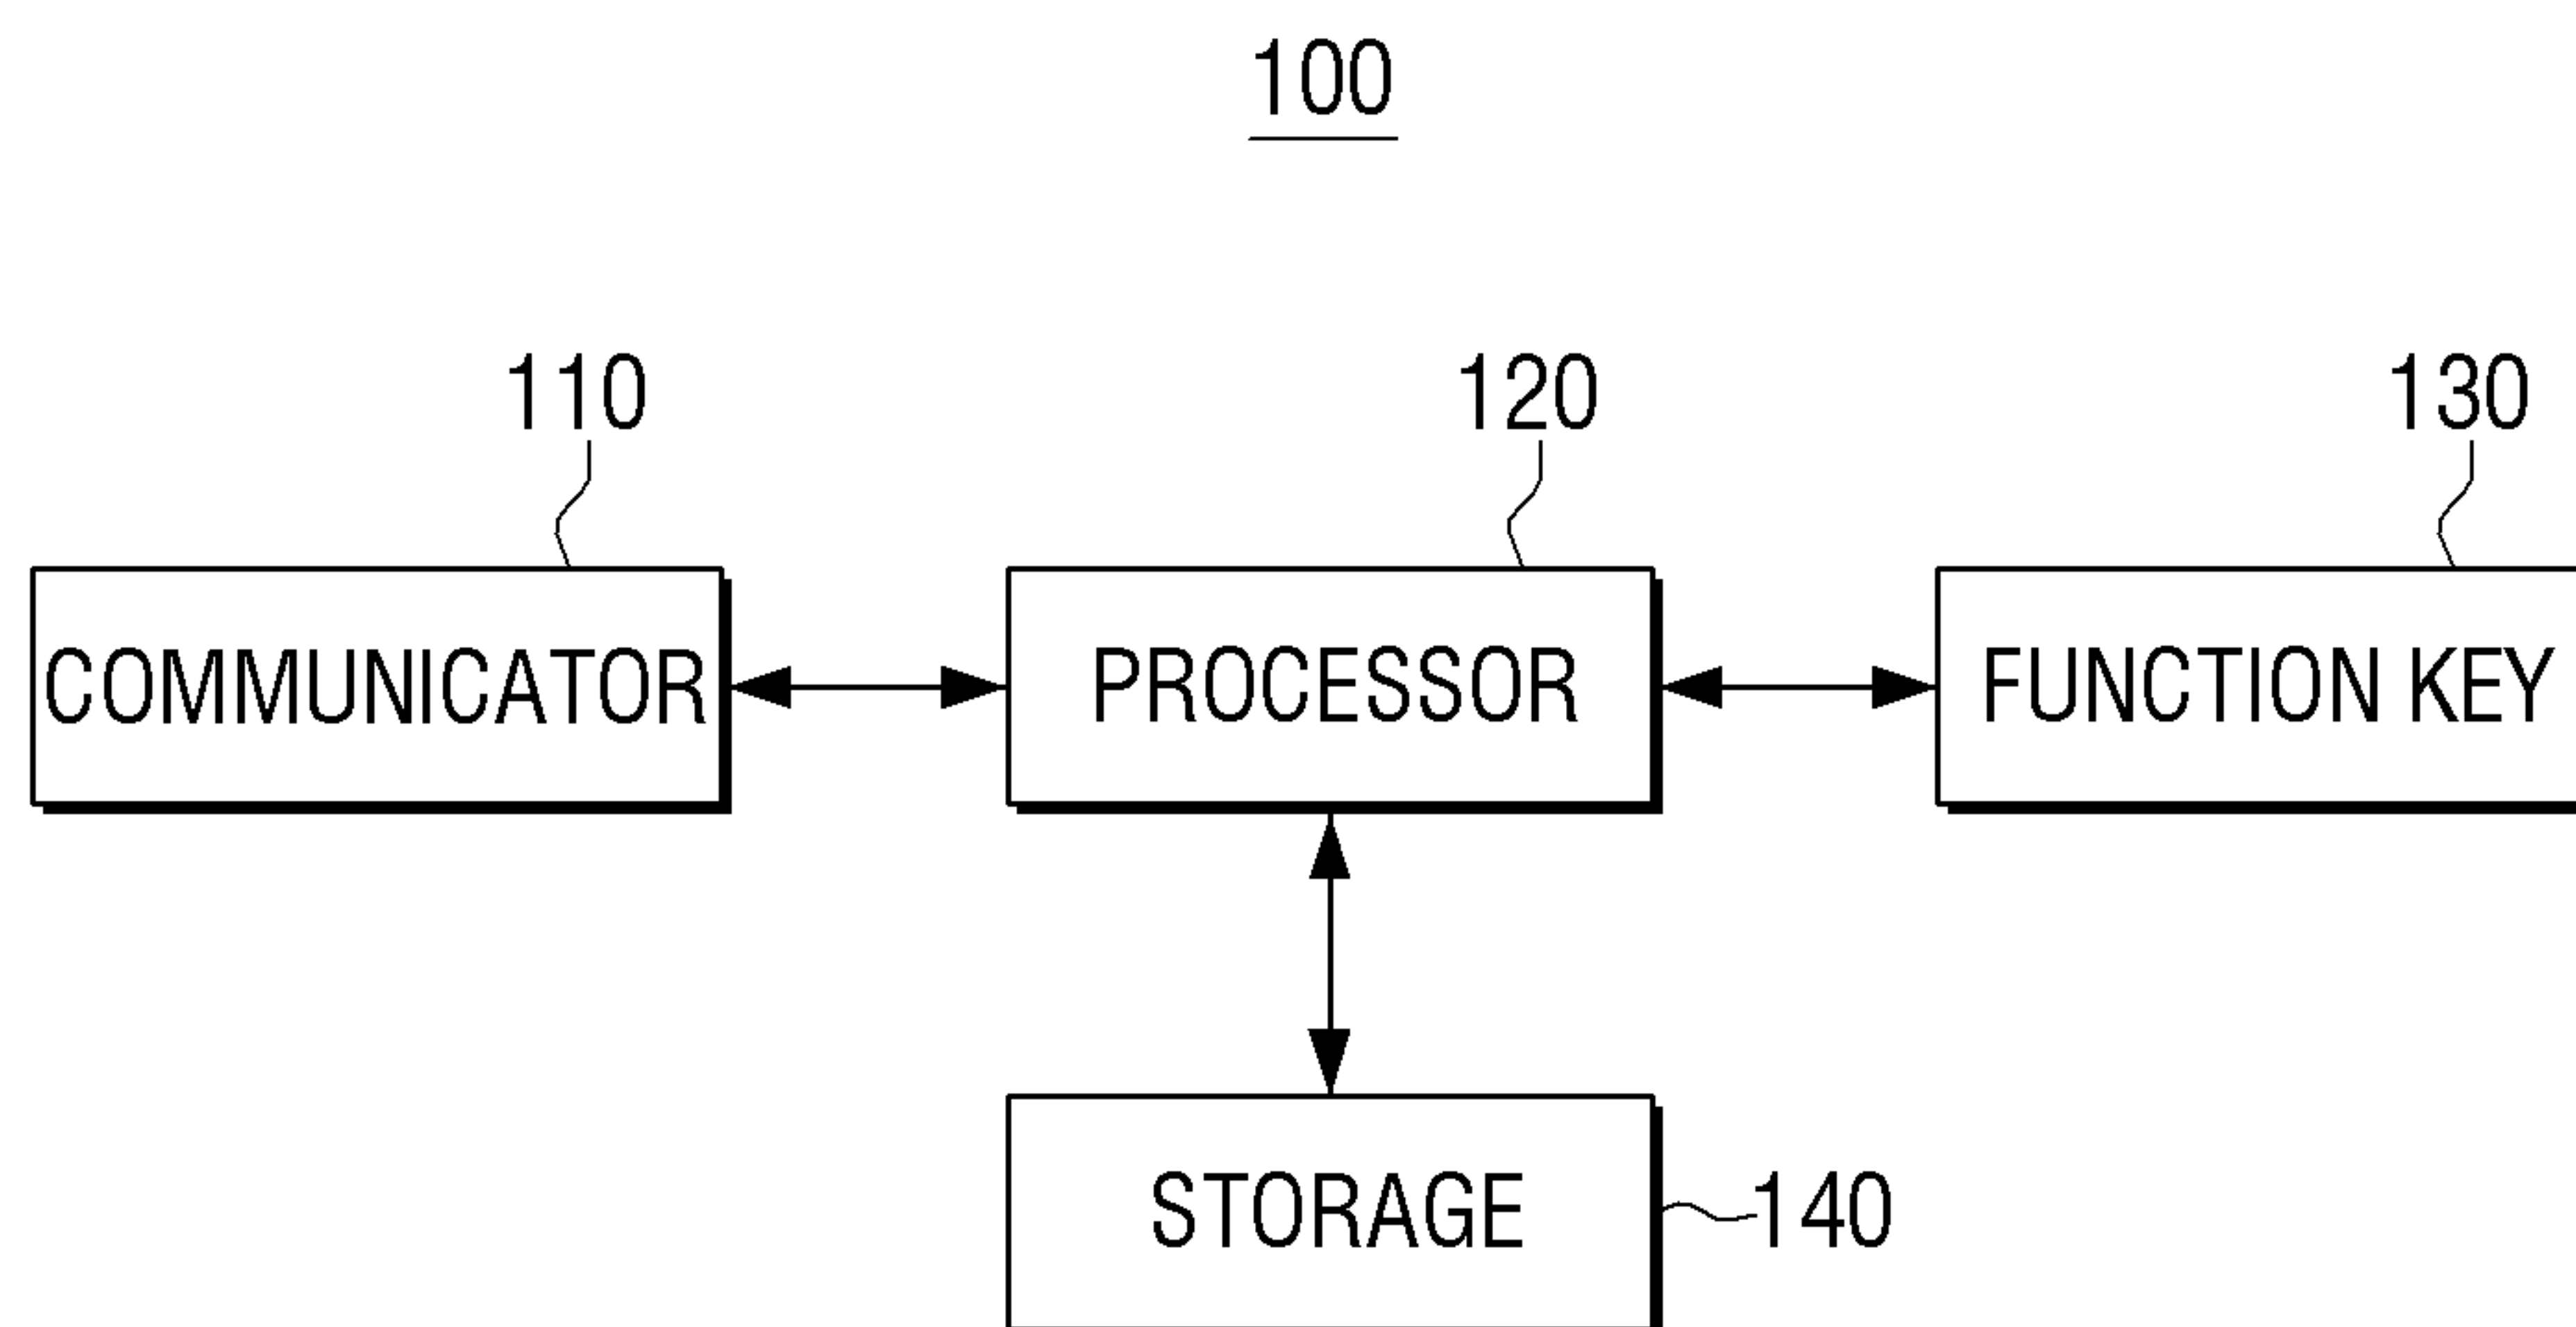 100
110
120
130
COMMUNICATOR
PROCESSOR
FUNCTION KEY
STORAGE
140